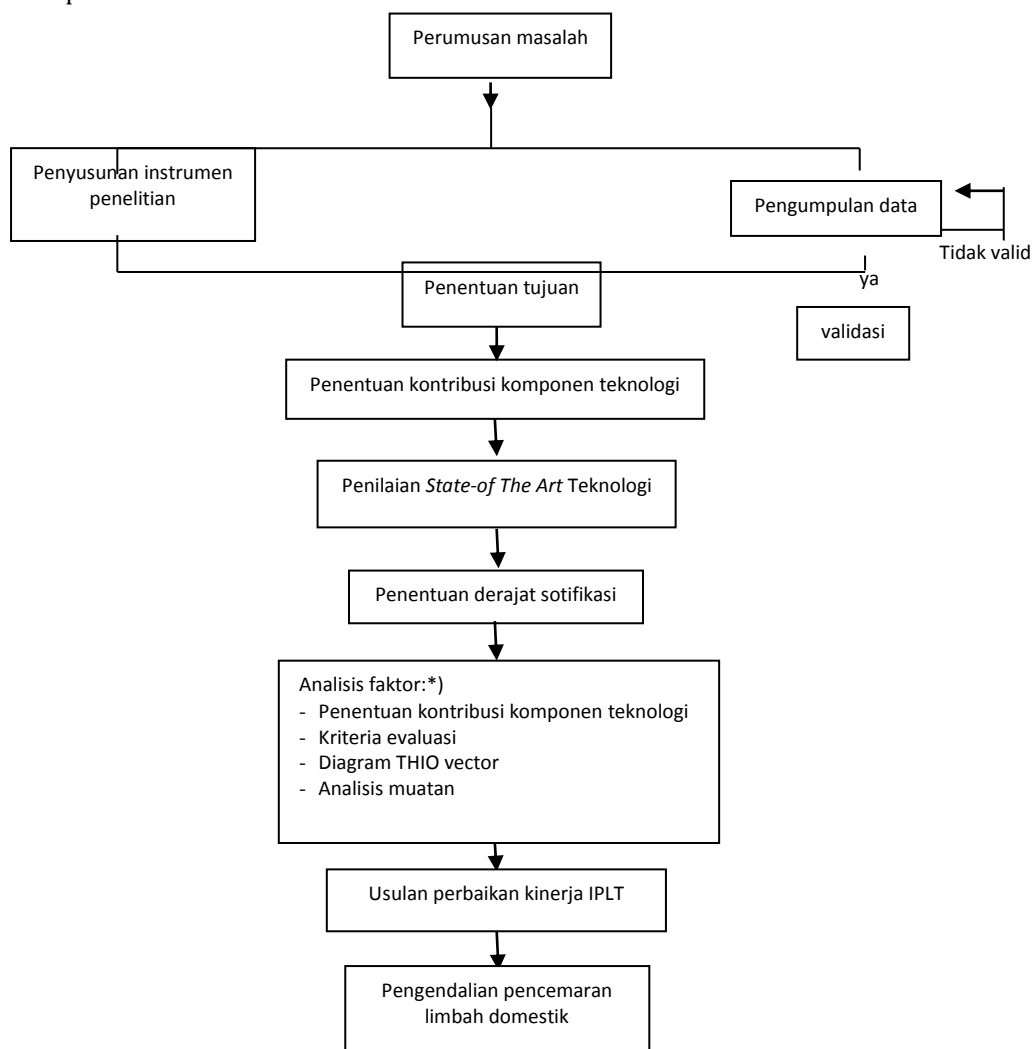 Perumusan masalah
Penyusunan instrumen
penelitian
Pengumpulan data
Tidak valid
ya
Penentuan tujuan
validasi
Penentuan kontribusi komponen teknologi
Penilaian State-of The Art Teknologi
Penentuan derajat sotifikasi
Analisis faktor:*)
- Penentuan kontribusi komponen teknologi
- Kriteria evaluasi
- Diagram THIO vector
- Analisis muatan
Usulan perbaikan kinerja IPLT
Pengendalian pencemaran
limbah domestik